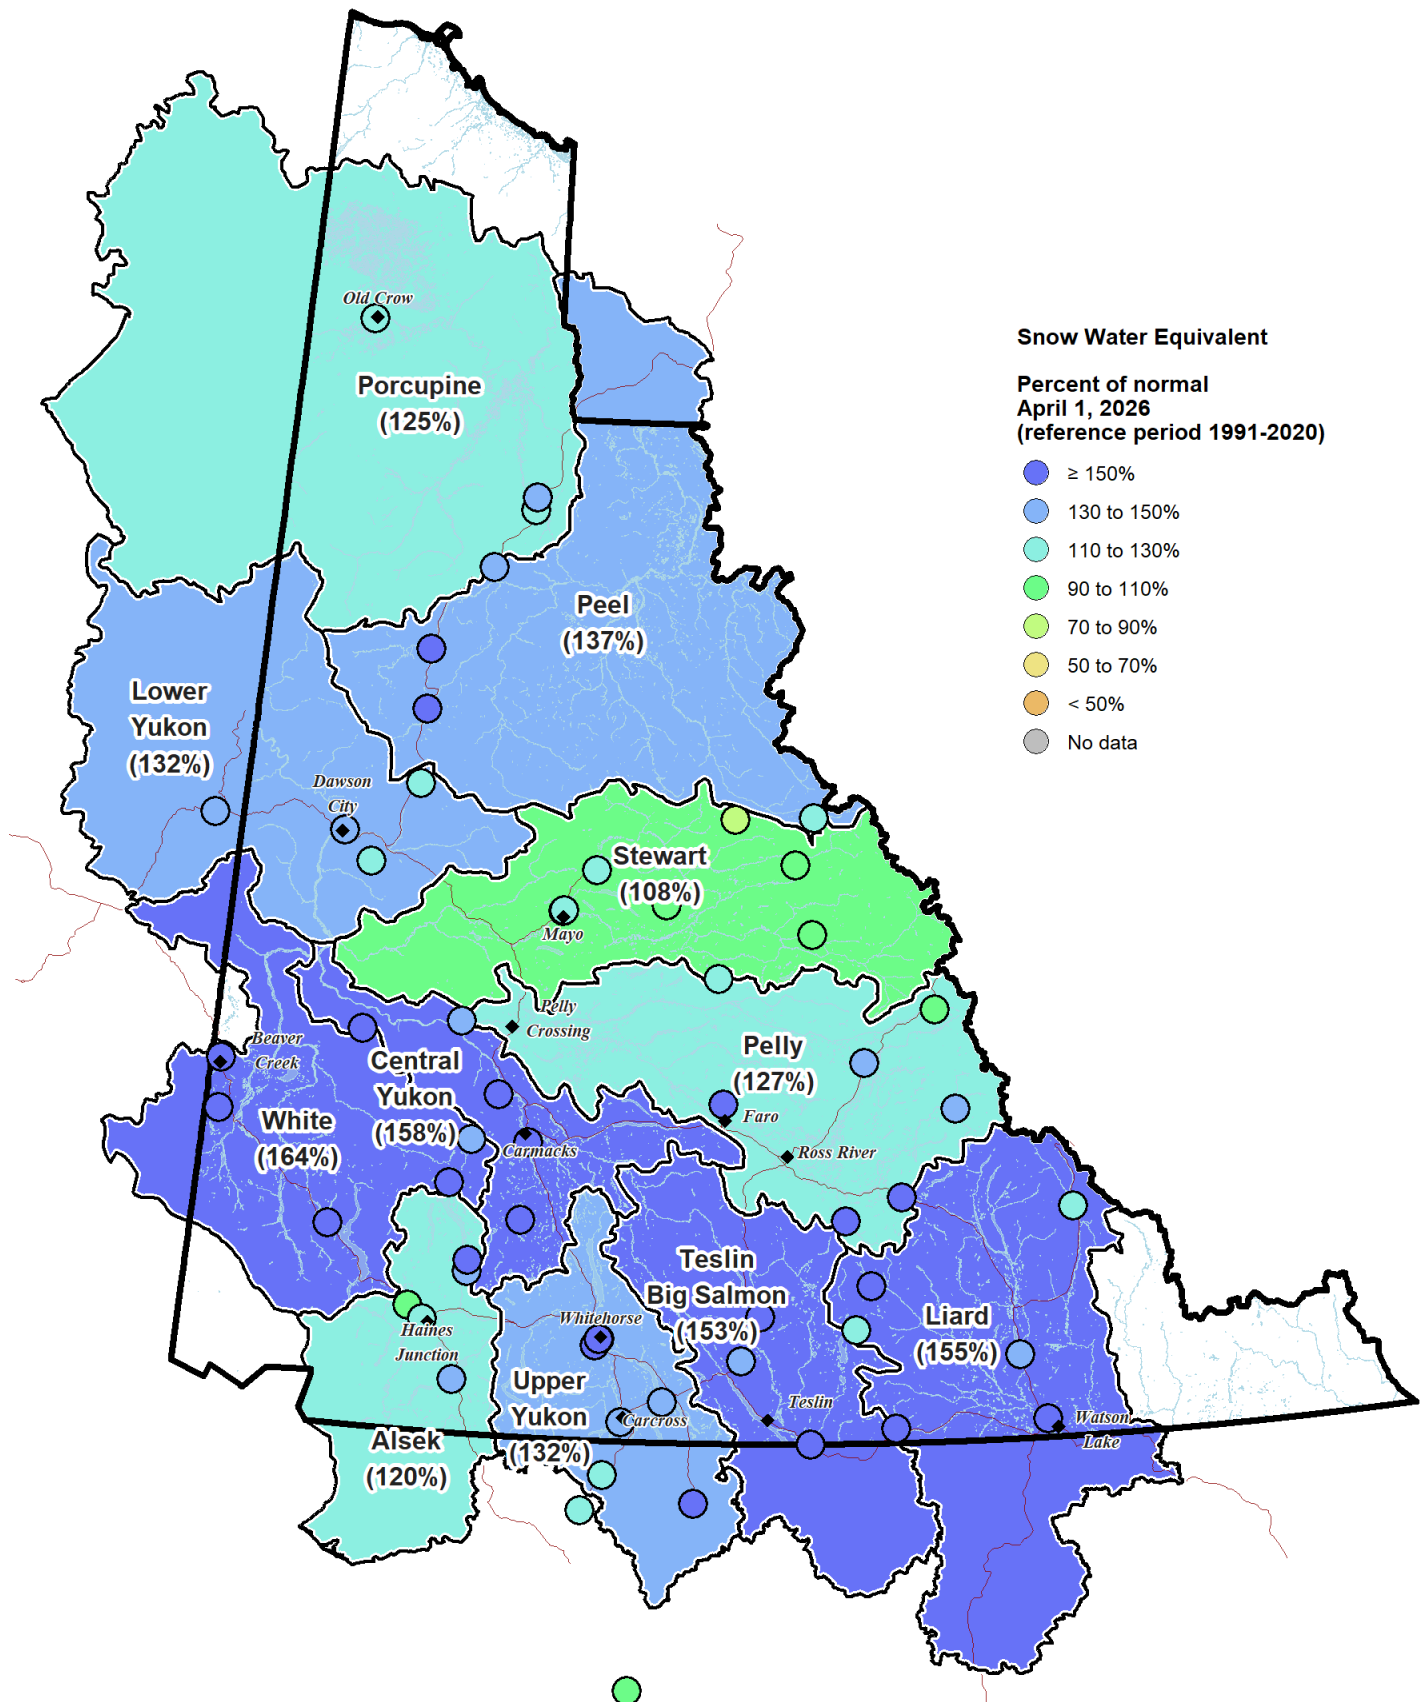 Old Crow
Porcupine
(125%)
Snow Water Equivalent
Percent of normal
April 1, 2026
(reference period 1991-2020)
≥ 150%
130 to 150%
110 to 130%
90 to 110%
70 to 90%
50 to 70%
< 50%
No data
Peel
(137%)
Lower
Yukon
(132%)
Dawson
City
Stewart
(108%)
Mayo
Pelly
Crossing
Beaver
Creek
Central
Yukon
(158%)
Pelly
(127%)
White
(164%)
Faro
Carmacks
Ross River
Teslin
Big Salmon
(153%)
Whitehorse
Haines
Junction
Liard
(155%)
Upper
Yukon
(132%)
Carcross
Teslin
Watson
Lake
Alsek
(120%)